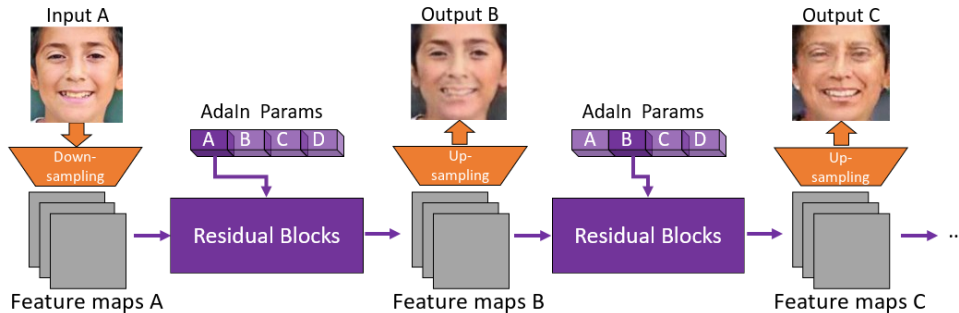 Input A
Output B
Output C
AdaIn Params
AdaIn Params
A B C D
A B C D
Down-
sampling
Up-
sampling
Up-
sampling
Residual Blocks
Residual Blocks
...
Feature maps A
Feature maps B
Feature maps C